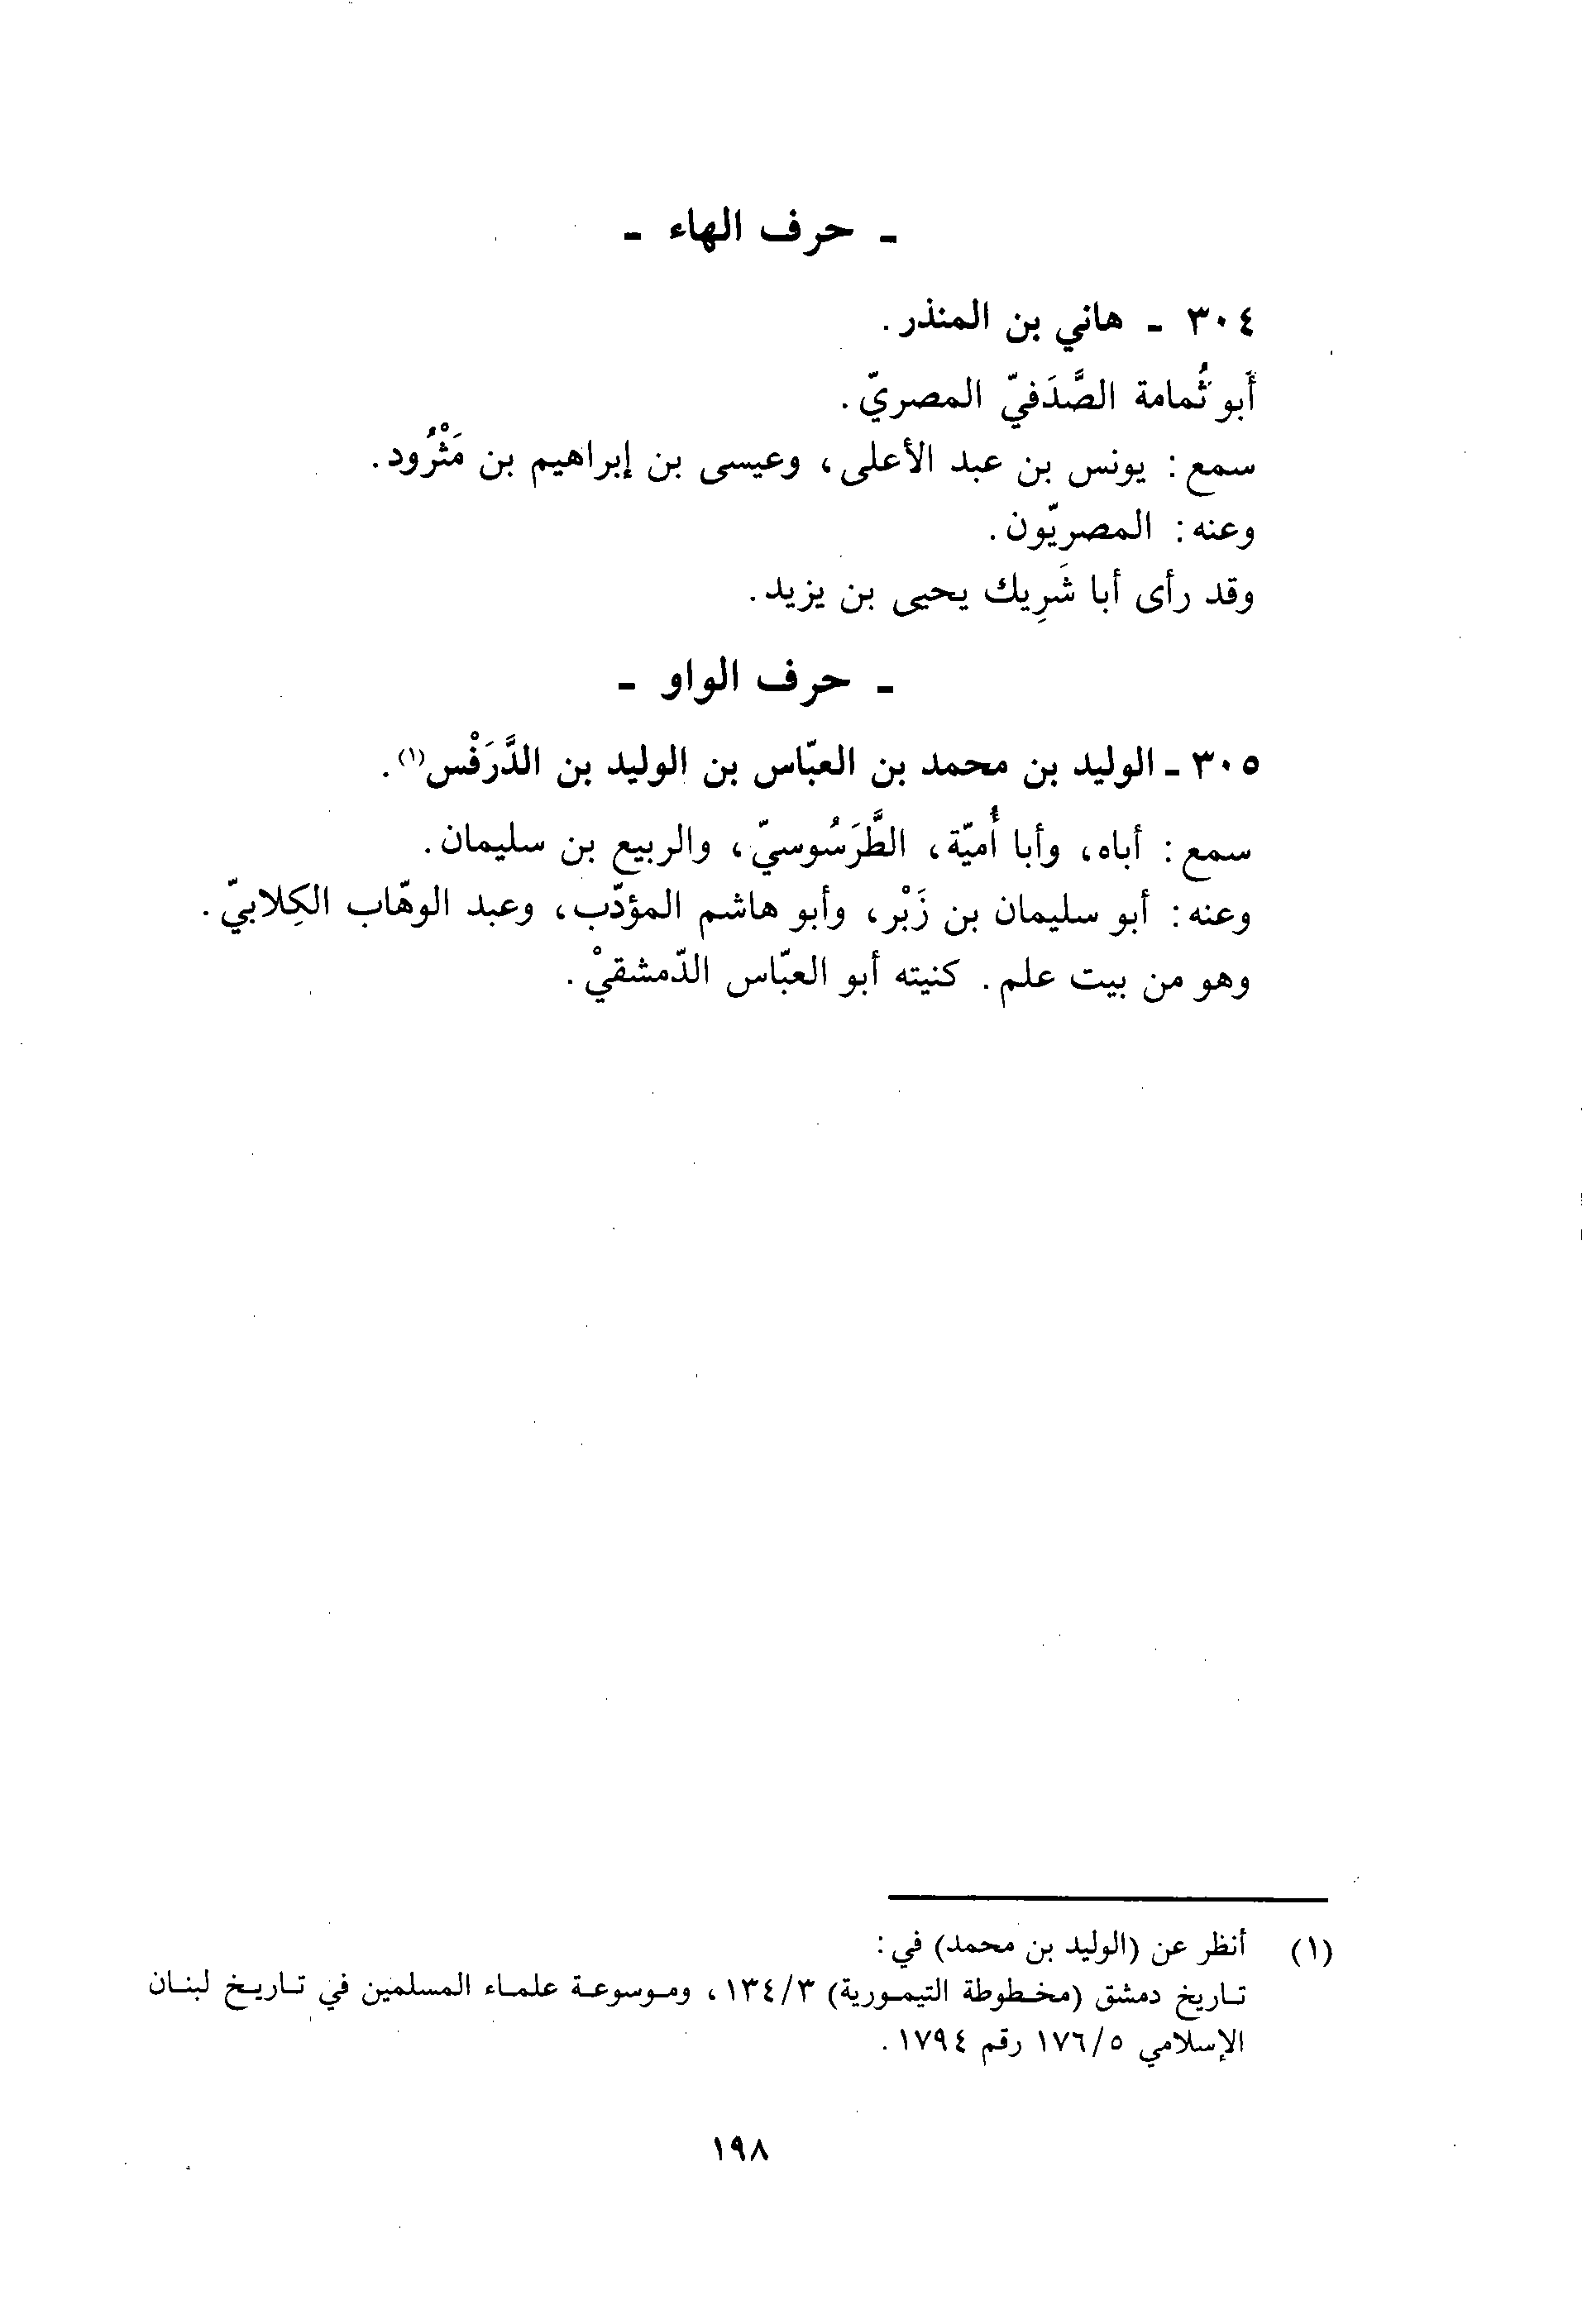 - حرف الهاء -
٣٠٤ - هاني بن المنذر.
أَبو ثُمامة الصَّدَفيّ المصريّ.
سمع: يونس بن عبد الأعلى، وعيسى بن إبراهيم بن مَثْرُود.
وعنه: المصريّون.
وقد رأى أبا شَرِيك يحيى بن يزيد.
- حرف الواو -
٣٠٥ - الوليد بن محمد بن العبّاس بن الوليد بن الدَّرَفْس(١).
سمع: أباه، وأبا أُميّة، الطَّرَسُوسيّ، والربيع بن سليمان.
وعنه: أبو سليمان بن زَبْر، وأبو هاشم المؤدّب، وعبد الوهّاب الكِلابيّ.
وهو من بيت علم. كنيته أبو العبّاس الدّمشقيْ.
(١) أنظر عن (الوليد بن محمد) في:
تاريخ دمشق (مخطوطة التيمورية) ١٣٤/٣، وموسوعة علماء المسلمين في تاريخ لبنان
الإسلامي ١٧٦/٥ رقم ١٧٩٤.
١٩٨